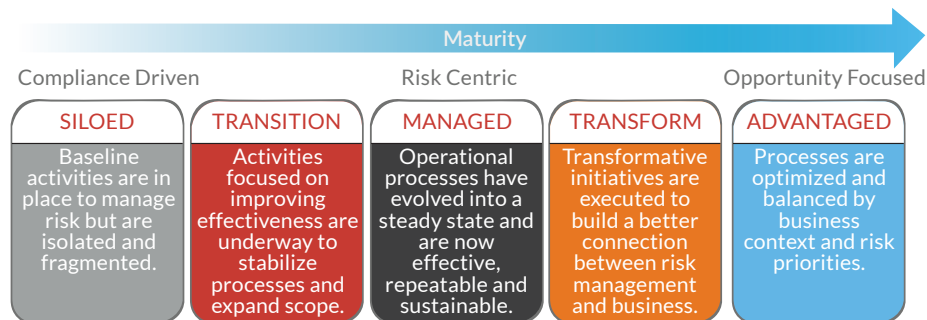 Maturity
Compliance Driven
Risk Centric
Opportunity Focused
SILOED
Baseline
activities are in
place to manage
risk but are
isolated and
fragmented.
TRANSITION
Activities
focused on
improving
effectiveness are
underway to
stabilize
processes and
expand scope.
MANAGED
Operational
processes have
evolved into a
steady state and
are now
effective,
repeatable and
sustainable.
TRANSFORM
Transformative
initiatives are
executed to
build a better
connection
between risk
management
and business.
ADVANTAGED
Processes are
optimized and
balanced by
business
context and risk
priorities.